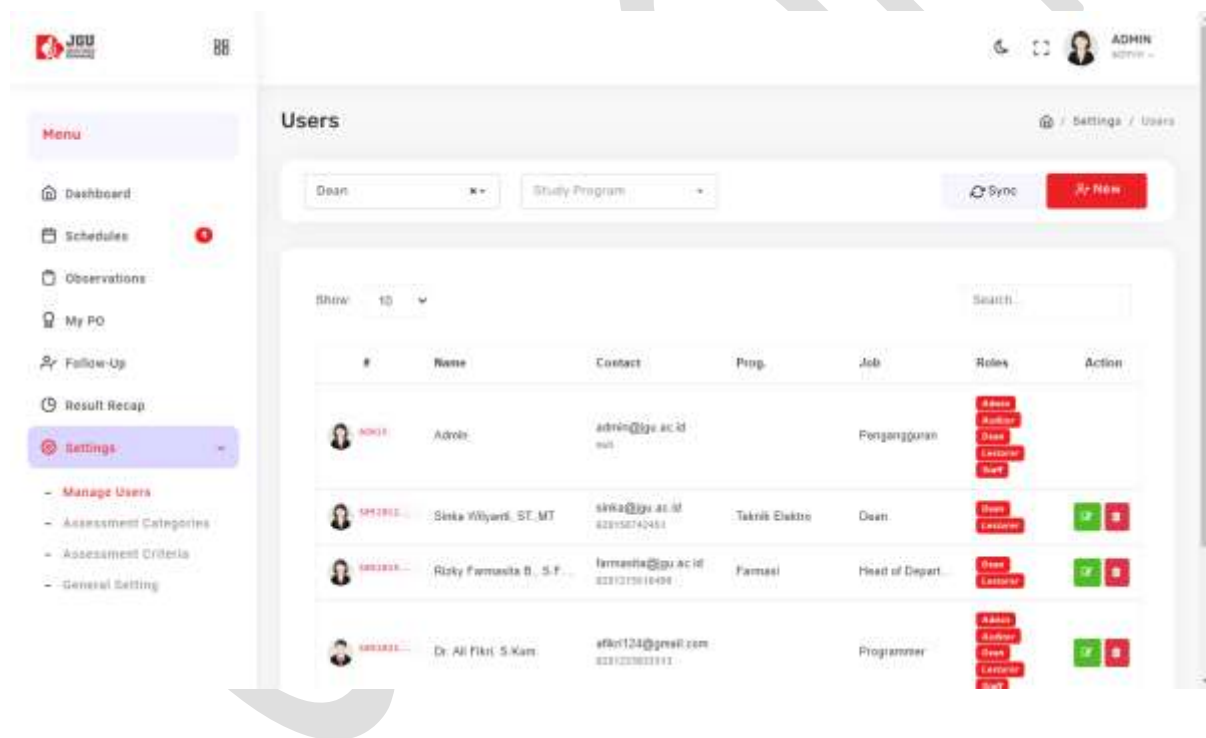 JGU
ADMIN
admin
Menu
Dashboard
Schedules
Observations
My PO
Follow-Up
Result Recap
Settings
- Manage Users
- Assessment Categories
- Assessment Criteria
- General Setting
Users
/ Settings / Users
Dean
Study Program
Sync
New
Show 10
Search
# Name Contact Prog. Job Roles Action
Admin admin@jgu.ac.id Pengangguran
null
Admin
Auditor
Dean
Lecturer
Staff
Sinka Wilyanti, ST, MT sinka@jgu.ac.id Teknik Elektro Dean
Dean
Lecturer
Rizky Farmasita B., S.F... farmasita@jgu.ac.id Farmasi Head of Depart...
Dean
Lecturer
Dr. Ali Fikri, S.Kom afikri124@gmail.com Programmer
Admin
Auditor
Dean
Lecturer
Staff